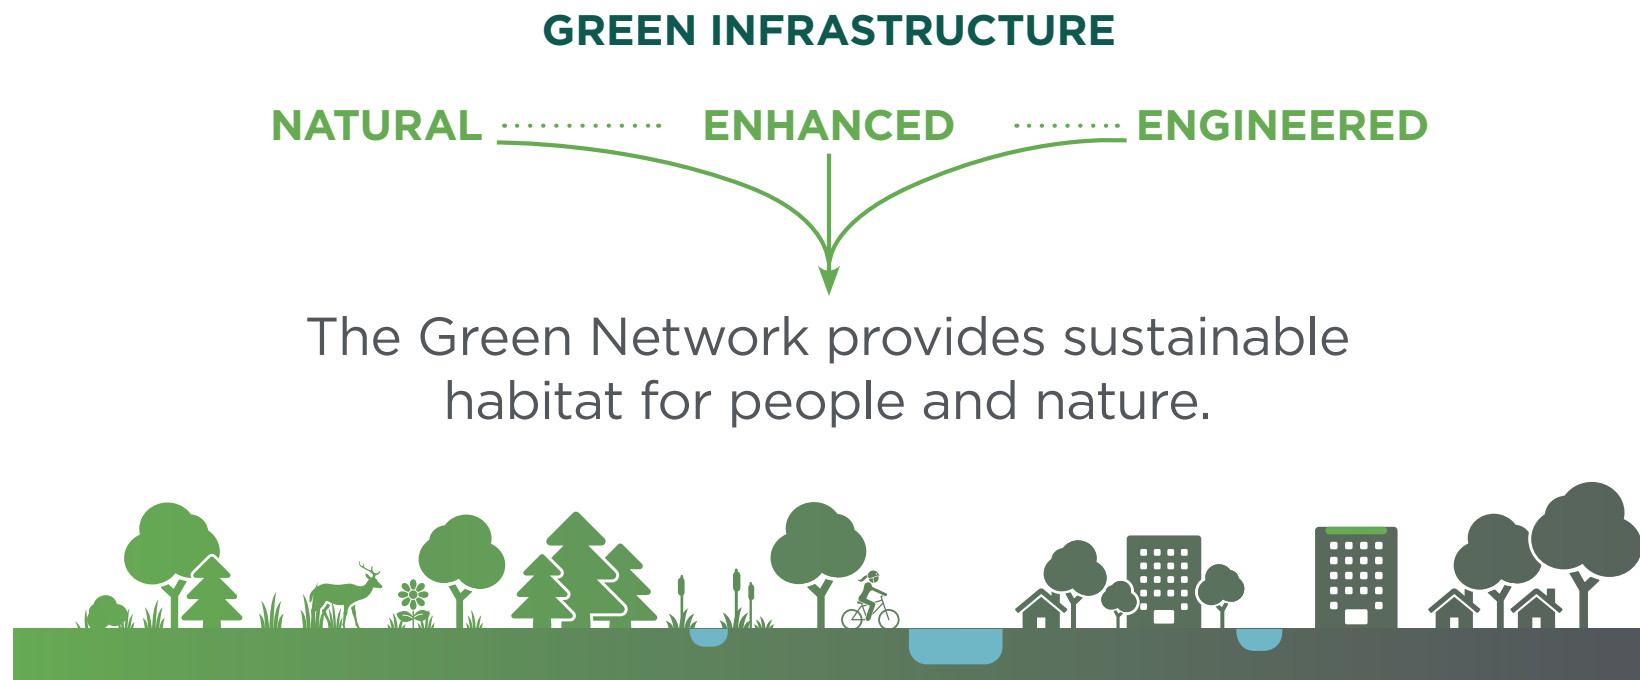 GREEN INFRASTRUCTURE
NATURAL ENHANCED ENGINEERED
The Green Network provides sustainable
habitat for people and nature.